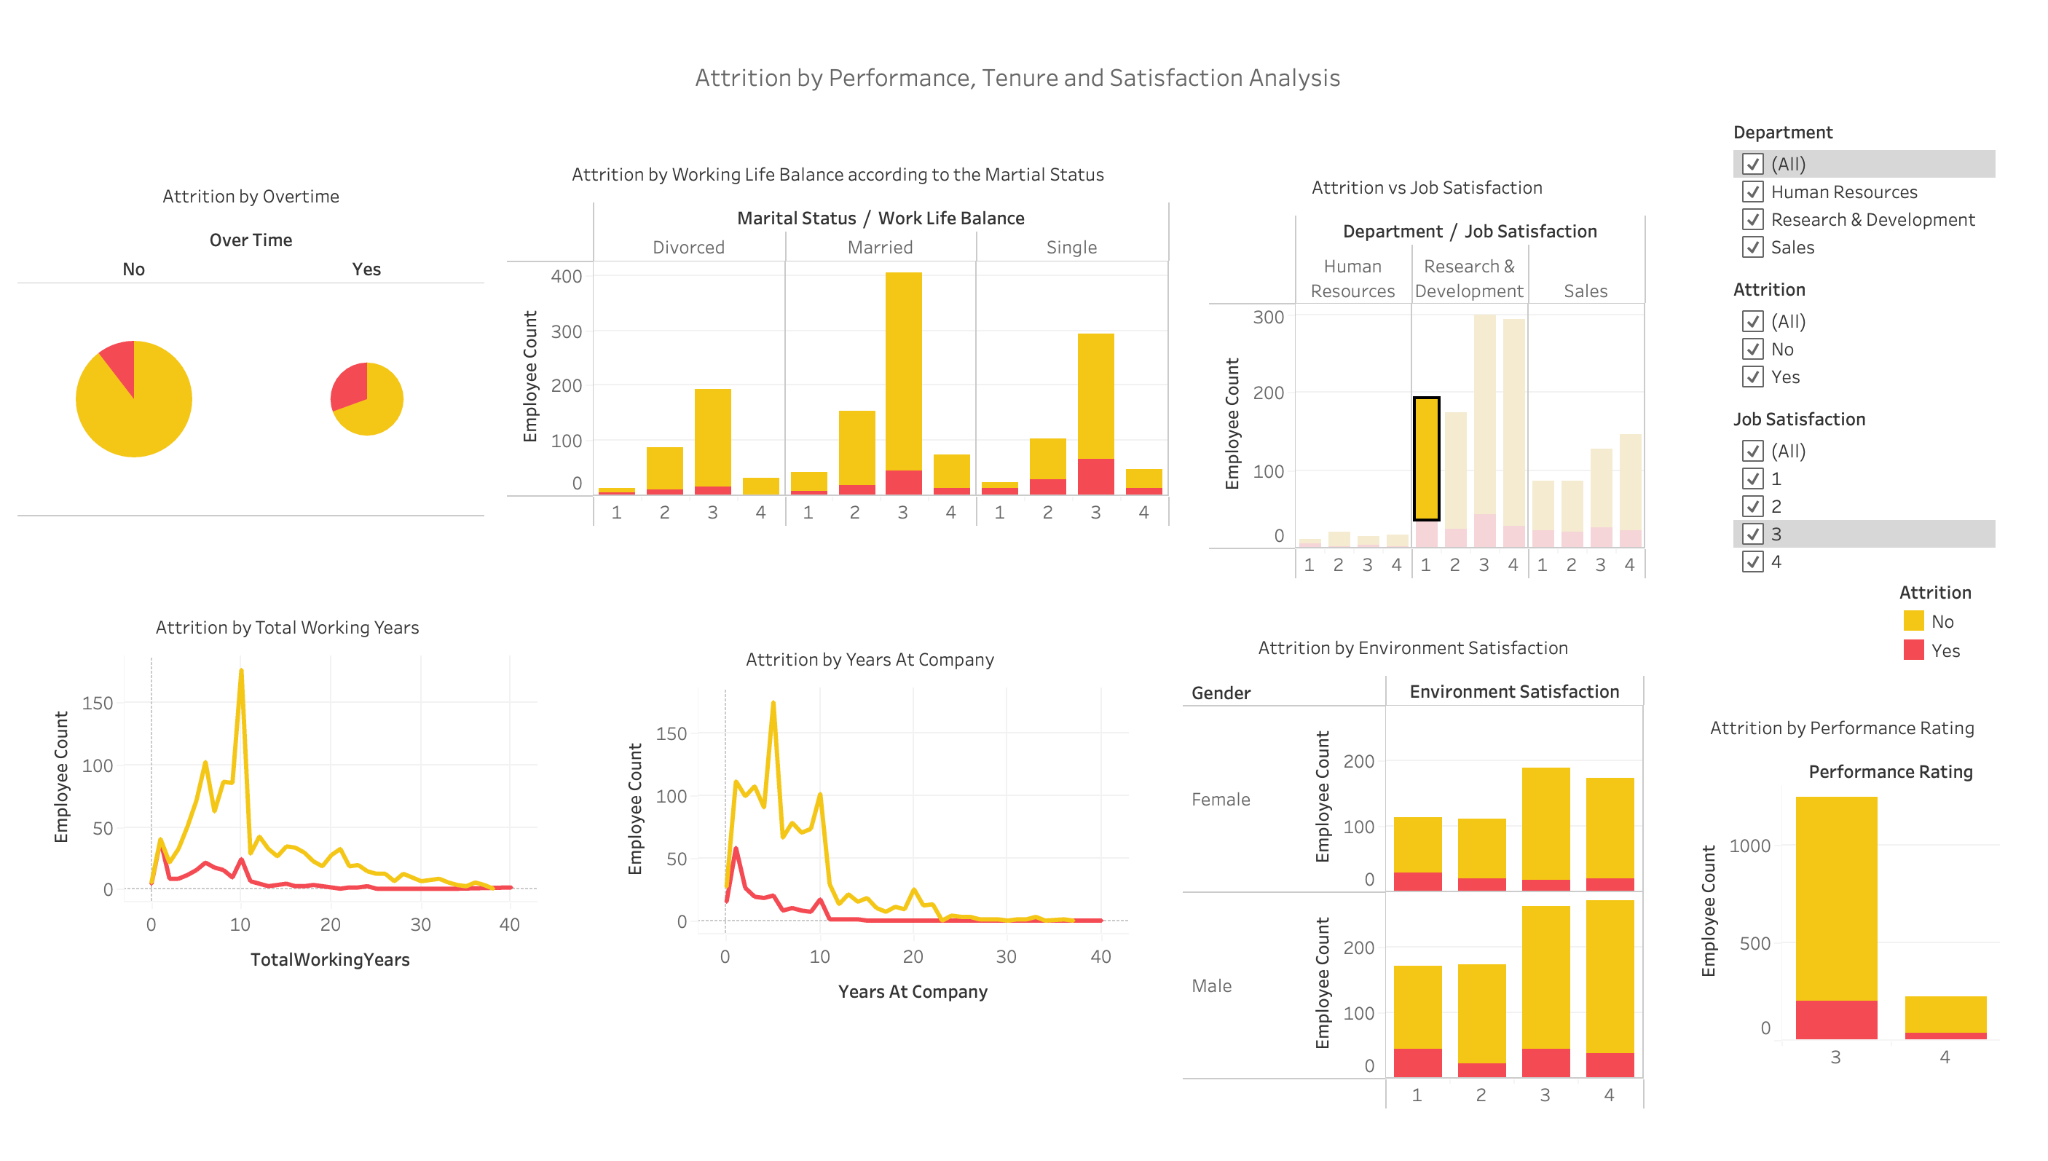 Attrition by Performance, Tenure and Satisfaction Analysis
Attrition by Overtime
Over Time
No Yes
Attrition by Working Life Balance according to the Martial Status
Marital Status / Work Life Balance
Divorced Married Single
Employee Count
400
300
200
100
0
1 2 3 4 1 2 3 4 1 2 3 4
Attrition vs Job Satisfaction
Department / Job Satisfaction
Human Resources
Research & Development
Sales
Employee Count
300
200
100
0
1 2 3 4 1 2 3 4 1 2 3 4
Department
(All)
Human Resources
Research & Development
Sales
Attrition
(All)
No
Yes
Job Satisfaction
(All)
1
2
3
4
Attrition
No
Yes
Attrition by Total Working Years
Employee Count
150
100
50
0
0 10 20 30 40
TotalWorkingYears
Attrition by Years At Company
Employee Count
150
100
50
0
0 10 20 30 40
Years At Company
Attrition by Environment Satisfaction
Gender Environment Satisfaction
Female
Employee Count
200
100
0
Male
Employee Count
200
100
0
1 2 3 4
Attrition by Performance Rating
Performance Rating
Employee Count
1000
500
0
3 4